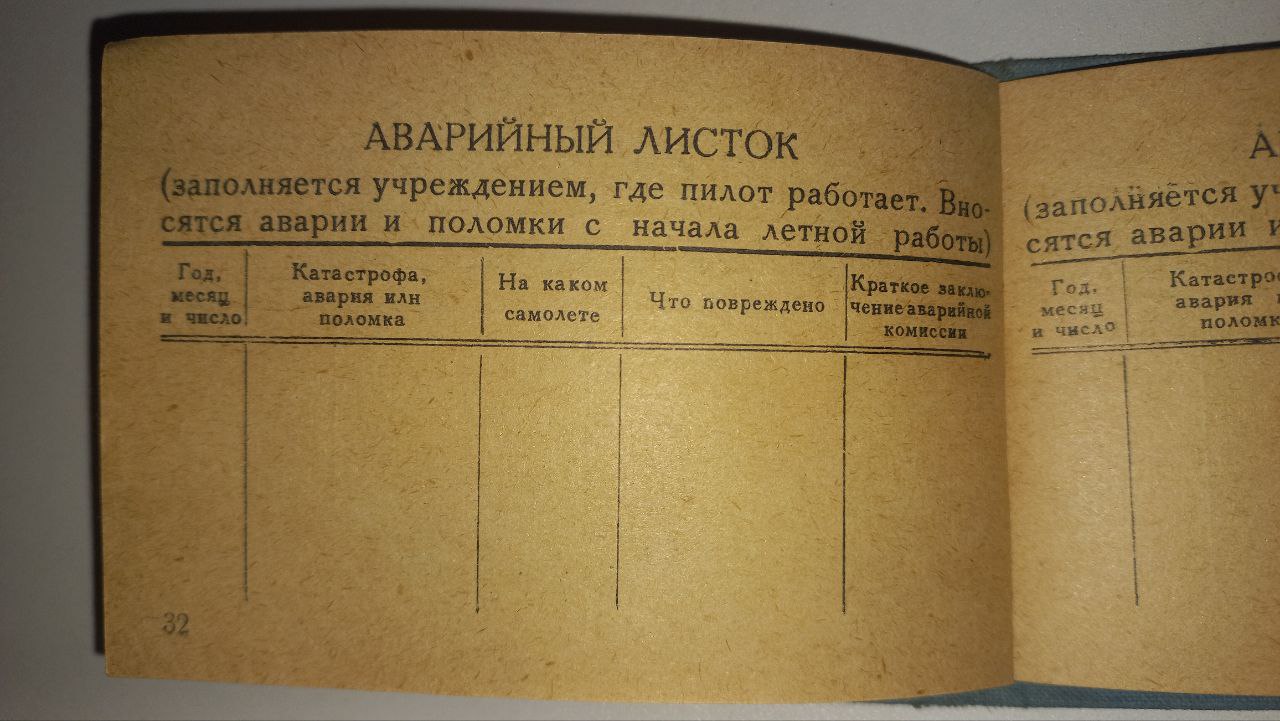 АВАРИЙНЫЙ ЛИСТОК
(заполняется учреждением, где пилот работает. Вно-
сятся аварии и поломки с начала летной работы)
Год,
месяц
и число
Катастрофа,
авария или
поломка
На каком
самолете
Что повреждено
Краткое заклю-
чение аварийной
комиссии
32
(заполняется
сятся аварии и
Год,
месяц
и число
авария